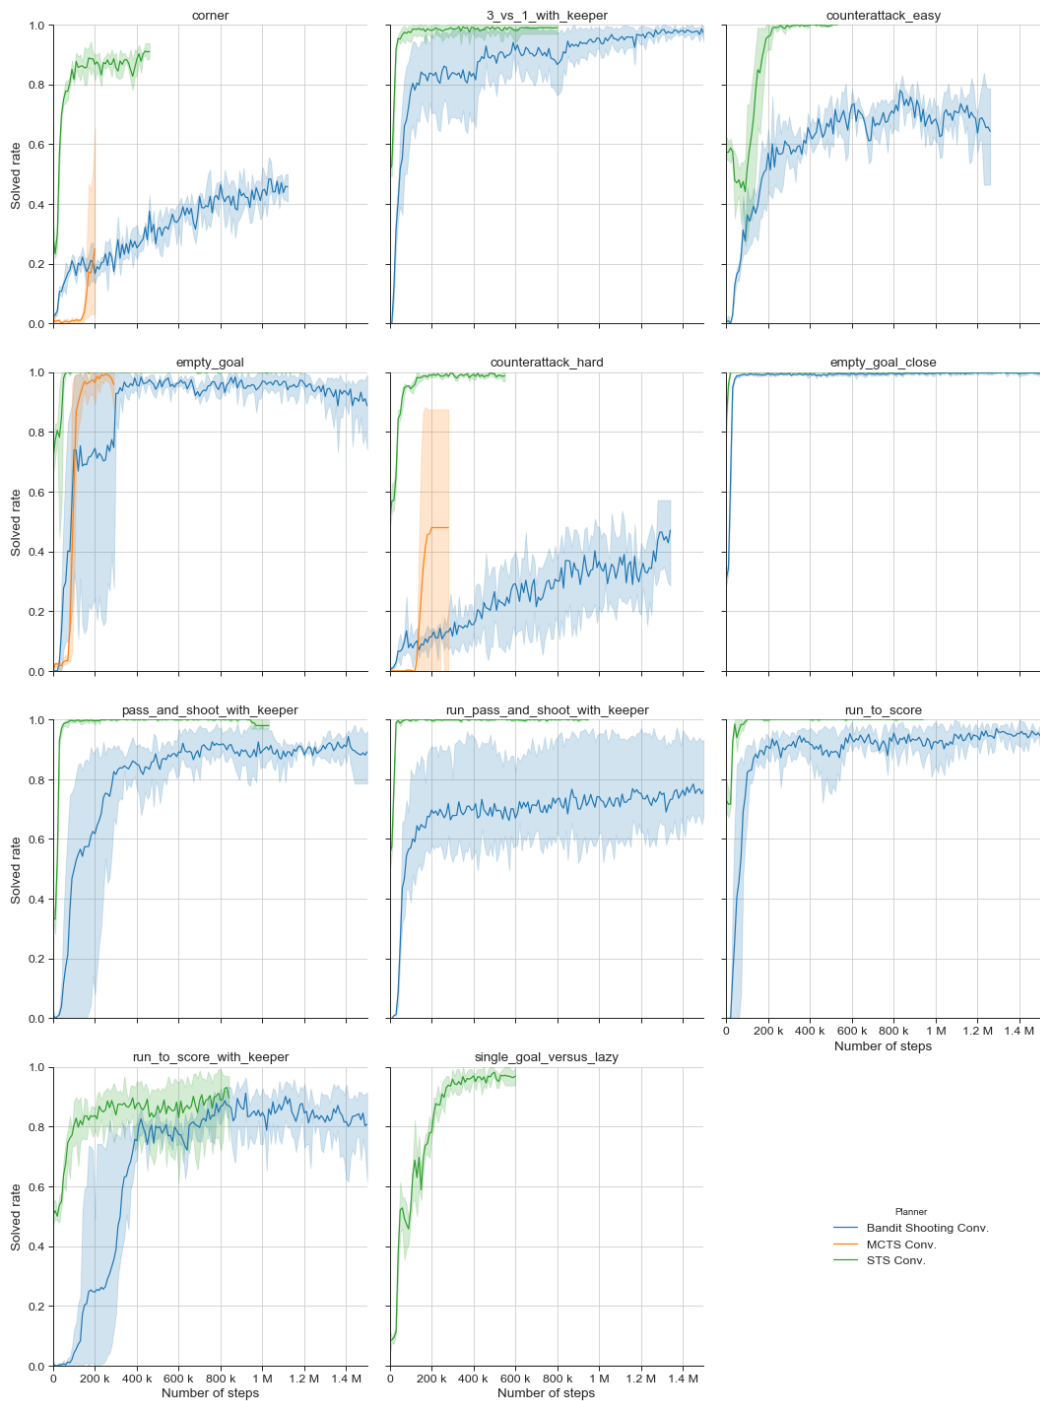 corner
3_vs_1_with_keeper
counterattack_easy
Solved rate
1.0
0.8
0.6
0.4
0.2
0.0
empty_goal
counterattack_hard
empty_goal_close
Solved rate
1.0
0.8
0.6
0.4
0.2
0.0
pass_and_shoot_with_keeper
run_pass_and_shoot_with_keeper
run_to_score
Solved rate
1.0
0.8
0.6
0.4
0.2
0.0
0 200 k 400 k 600 k 800 k 1 M 1.2 M 1.4 M
Number of steps
run_to_score_with_keeper
single_goal_versus_lazy
Solved rate
1.0
0.8
0.6
0.4
0.2
0.0
0 200 k 400 k 600 k 800 k 1 M 1.2 M 1.4 M
Number of steps
0 200 k 400 k 600 k 800 k 1 M 1.2 M 1.4 M
Number of steps
Planner
Bandit Shooting Conv.
MCTS Conv.
STS Conv.